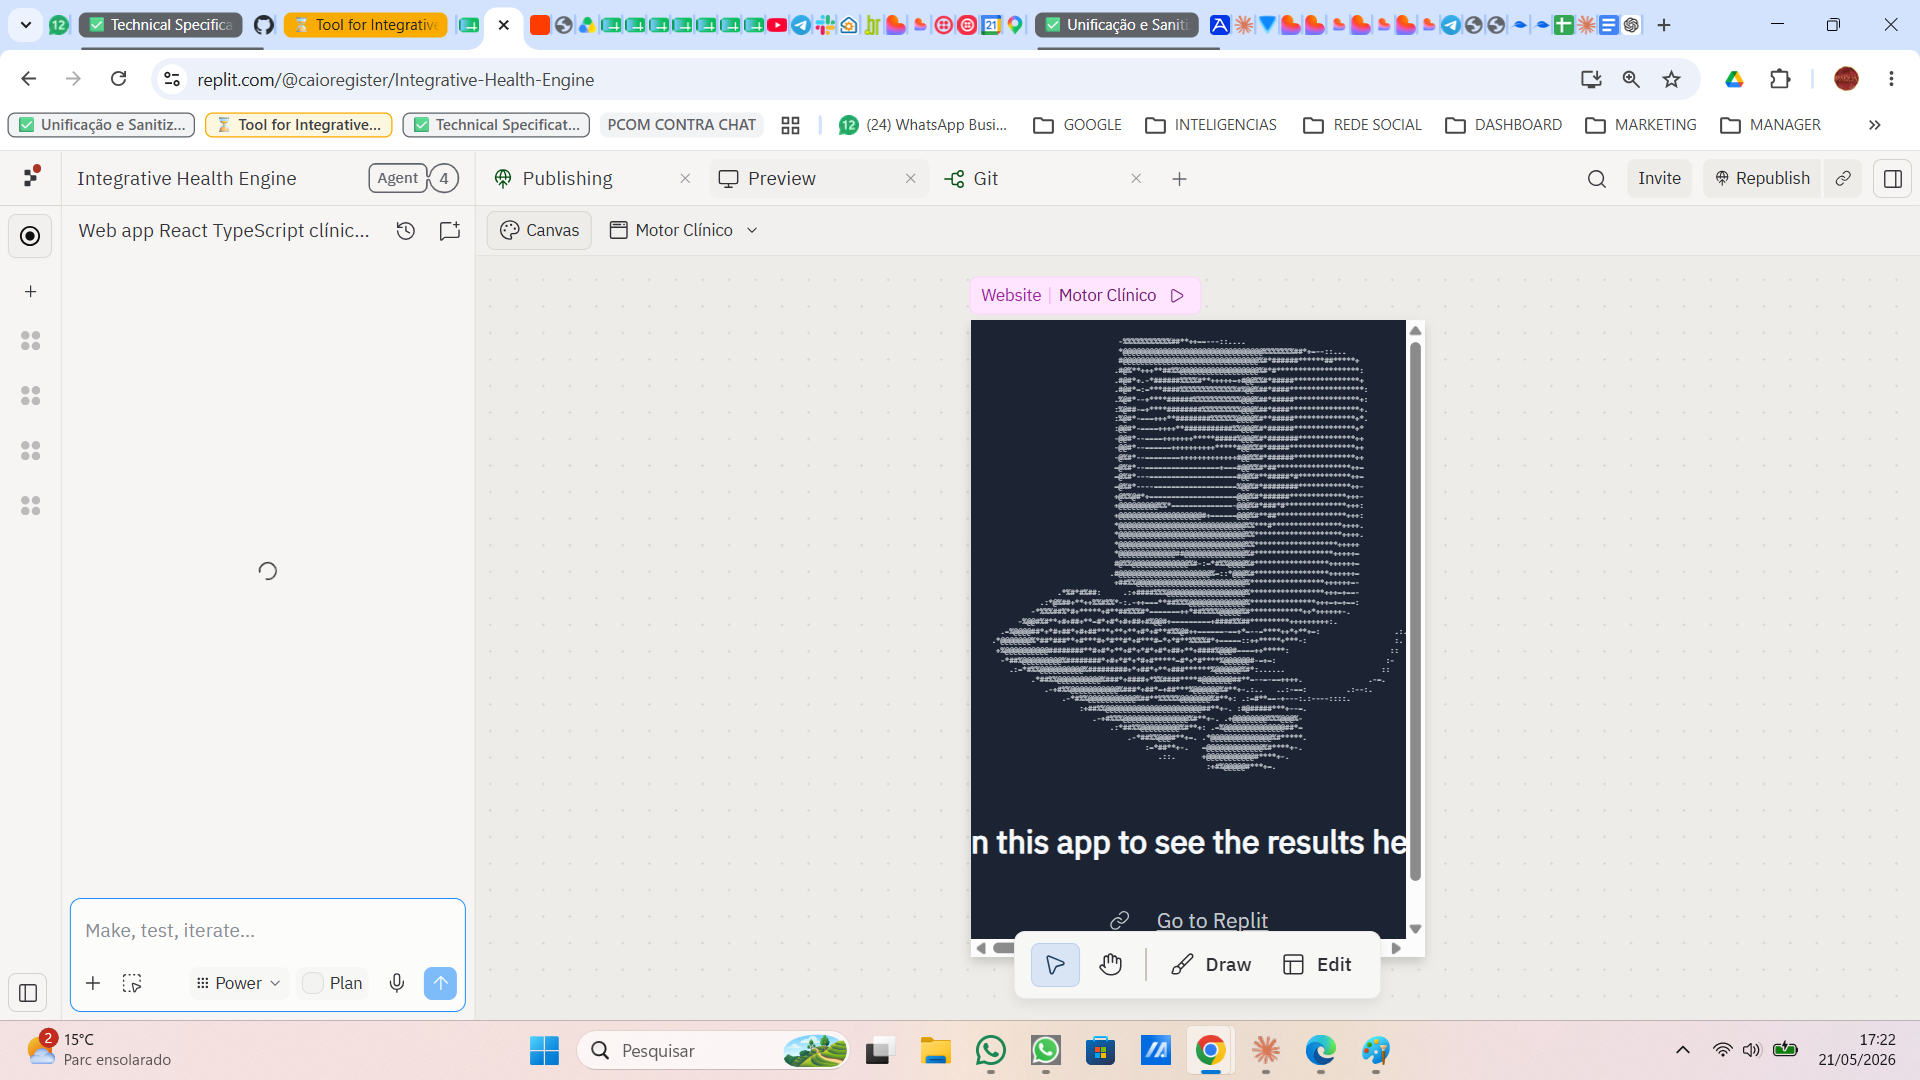 Technical Specifica
Tool for Integrative
Unificação e Saniti
replit.com/@caioregister/Integrative-Health-Engine
Unificação e Sanitiz...
Tool for Integrative...
Technical Specificat...
PCOM CONTRA CHAT
(24) WhatsApp Busi...
GOOGLE
INTELIGENCIAS
REDE SOCIAL
DASHBOARD
MARKETING
MANAGER
Integrative Health Engine
Agent
4
Publishing
Preview
Git
Invite
Republish
Web app React TypeScript clínic...
Canvas
Motor Clínico
Website
Motor Clínico
n this app to see the results he
Go to Replit
Make, test, iterate...
Power
Plan
Draw
Edit
2
15°C
Parc ensolarado
Pesquisar
17:22
21/05/2026